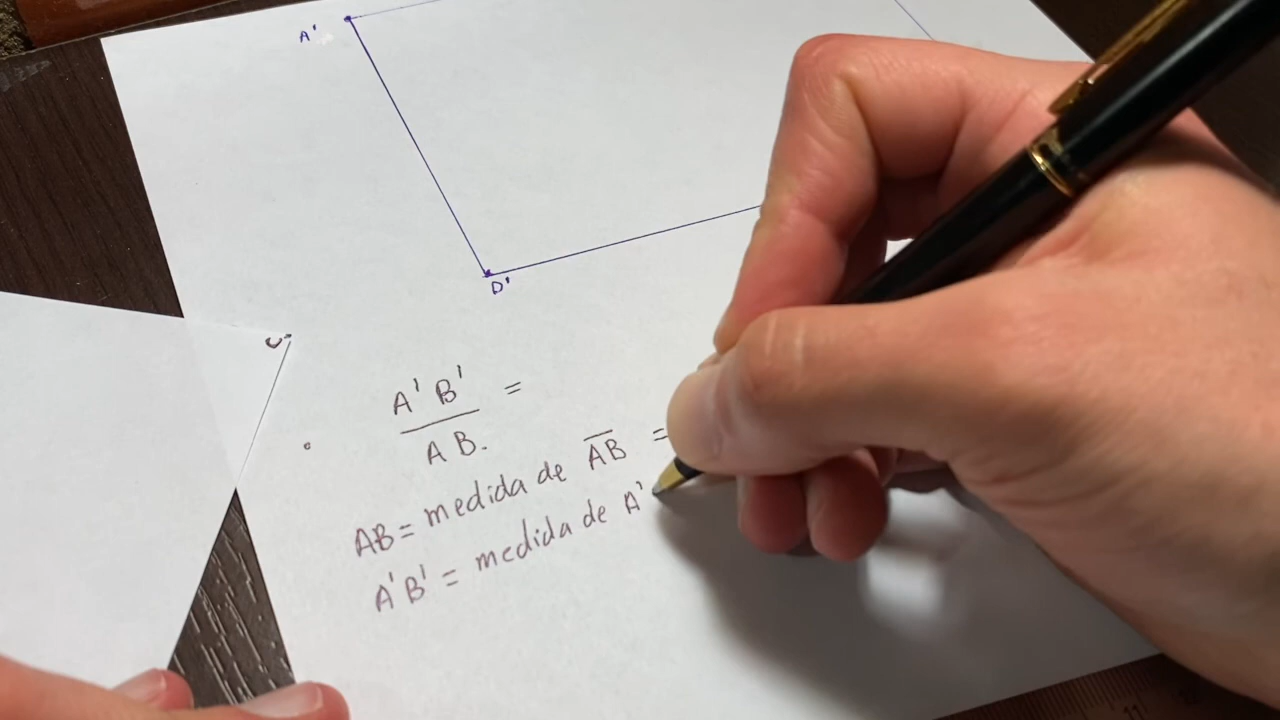 A'
D'
C
A'B' =
AB.
AB = medida de AB =
A'B' = medida de A'